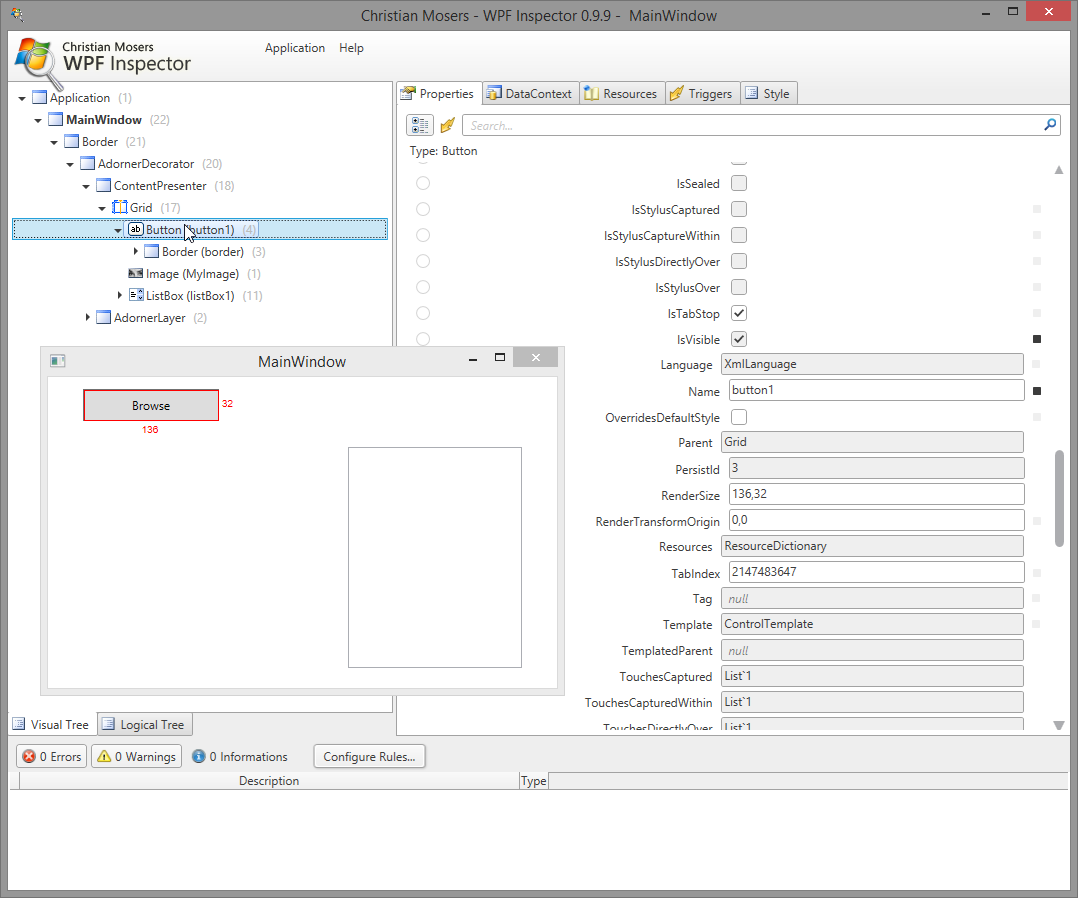 Christian Mosers - WPF Inspector 0.9.9 - MainWindow
Christian Mosers
WPF Inspector
Application Help
Application (1)
MainWindow (22)
Border (21)
AdornerDecorator (20)
ContentPresenter (18)
Grid (17)
ab Button (button1) (4)
Border (border) (3)
Image (MyImage) (1)
ListBox (listBox1) (11)
AdornerLayer (2)
MainWindow
Browse
32
136
Visual Tree Logical Tree
Properties DataContext Resources Triggers Style
Search...
Type: Button
IsSealed
IsStylusCaptured
IsStylusCaptureWithin
IsStylusDirectlyOver
IsStylusOver
IsTabStop
IsVisible
Language XmlLanguage
Name button1
OverridesDefaultStyle
Parent Grid
PersistId 3
RenderSize 136,32
RenderTransformOrigin 0,0
Resources ResourceDictionary
TabIndex 2147483647
Tag null
Template ControlTemplate
TemplatedParent null
TouchesCaptured List`1
TouchesCapturedWithin List`1
TouchesDirectlyOver List`1
0 Errors 0 Warnings 0 Informations Configure Rules...
Description Type